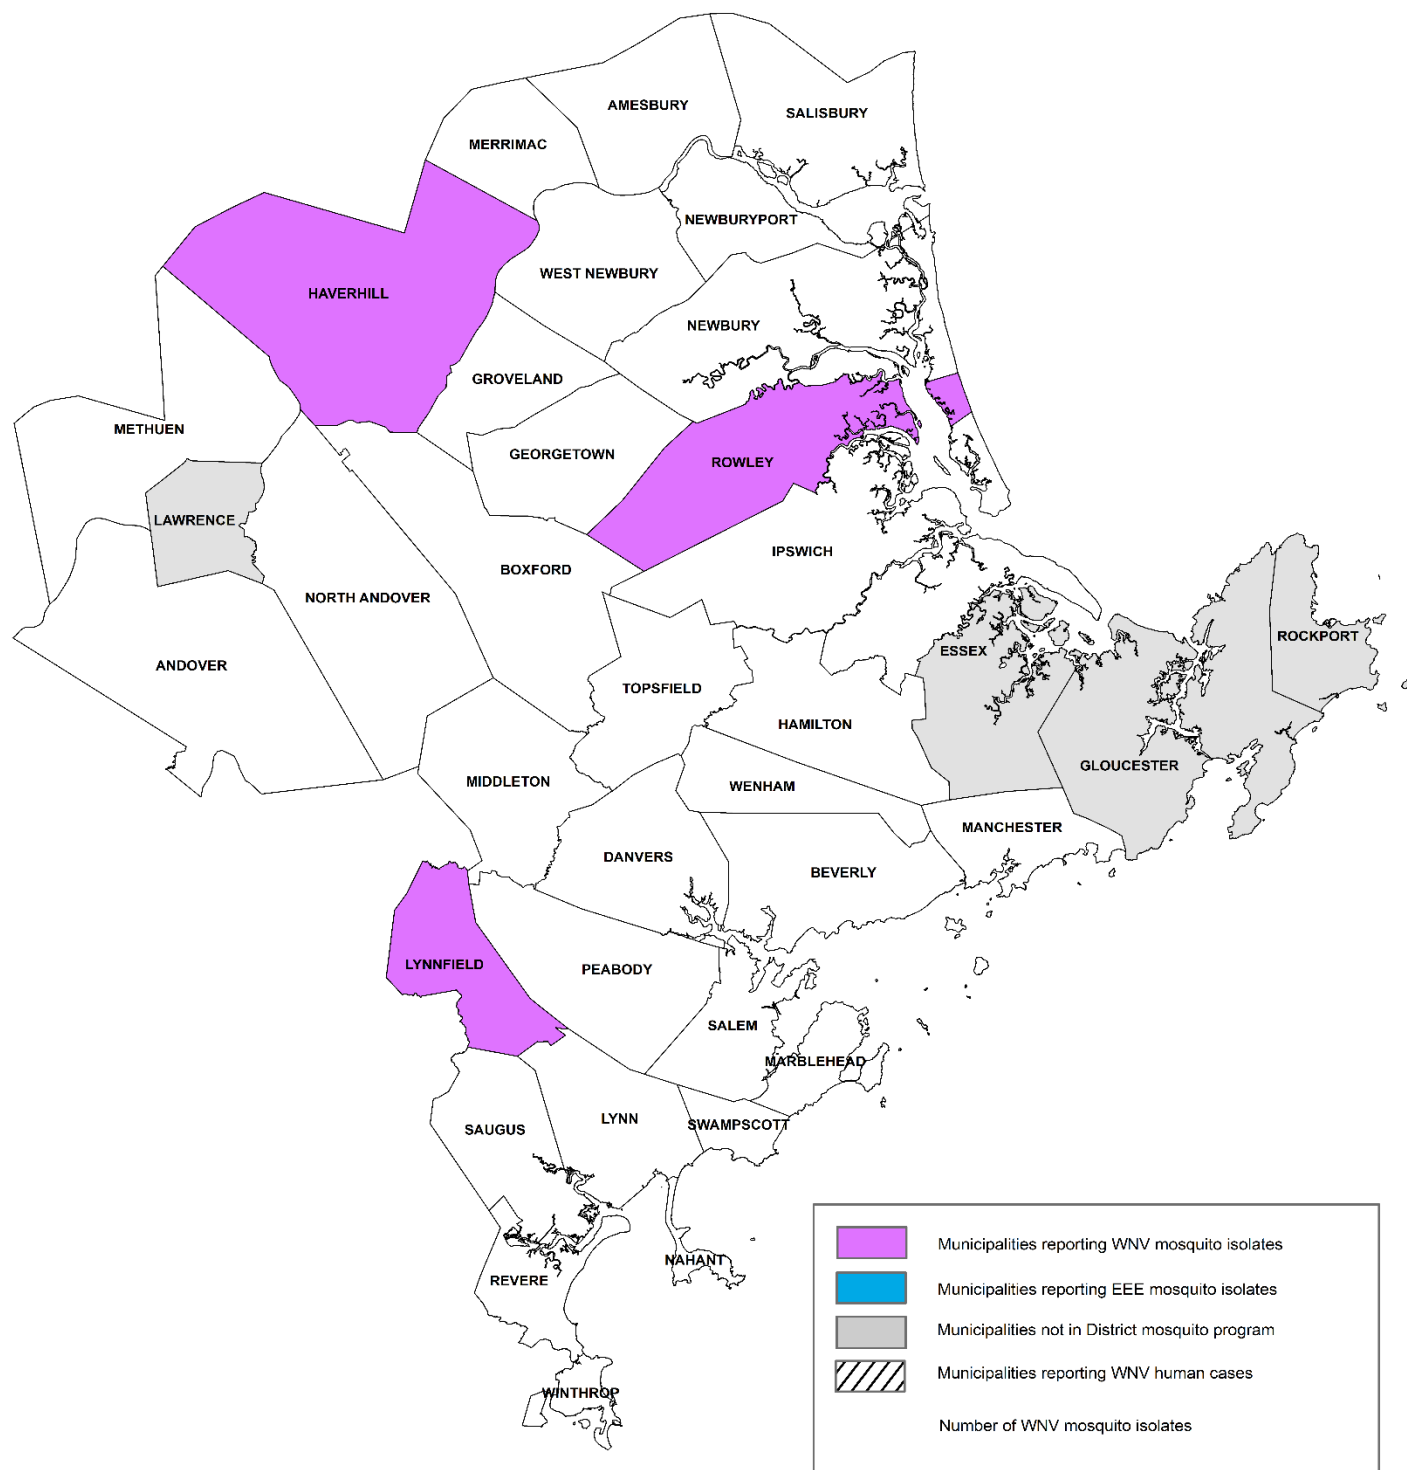 AMESBURY
SALISBURY
MERRIMAC
NEWBURYPORT
WEST NEWBURY
HAVERHILL
NEWBURY
GROVELAND
METHUEN
GEORGETOWN
ROWLEY
LAWRENCE
IPSWICH
BOXFORD
NORTH ANDOVER
ROCKPORT
ESSEX
ANDOVER
TOPSFIELD
HAMILTON
GLOUCESTER
MIDDLETON
WENHAM
MANCHESTER
DANVERS
BEVERLY
LYNNFIELD
PEABODY
SALEM
MARBLEHEAD
LYNN
SWAMPSCOTT
SAUGUS
NAHANT
REVERE
WINTHROP
Municipalities reporting WNV mosquito isolates
Municipalities reporting EEE mosquito isolates
Municipalities not in District mosquito program
Municipalities reporting WNV human cases
Number of WNV mosquito isolates